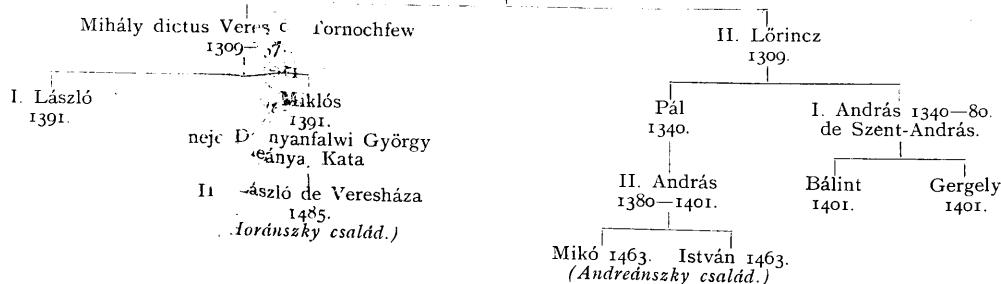 Mihály dictus Veres
1309—
I. László
1391.
Miklós
1391.
György
Kata
László de Veresháza
1485.
család.)
II. Lőrincz
1309.
Pál
1340.
I. András 1340—80.
de Szent-András.
II. András
1380—1401.
Bálint
1401.
Gergely
1401.
Mikó 1463.
István 1463.
(Andreánszky család.)